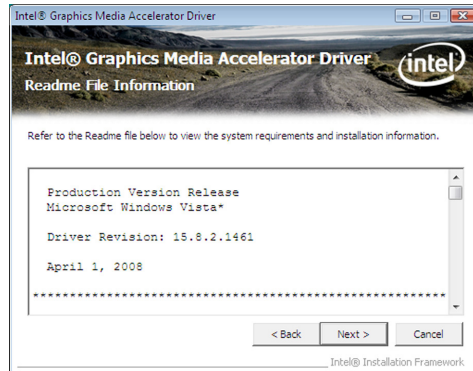 Intel® Graphics Media Accelerator Driver
Intel® Graphics Media Accelerator Driver
intel
Readme File Information
Refer to the Readme file below to view the system requirements and installation information.
Production Version Release
Microsoft Windows Vista*
Driver Revision: 15.8.2.1461
April 1, 2008
********************************************************
< Back Next > Cancel
Intel® Installation Framework